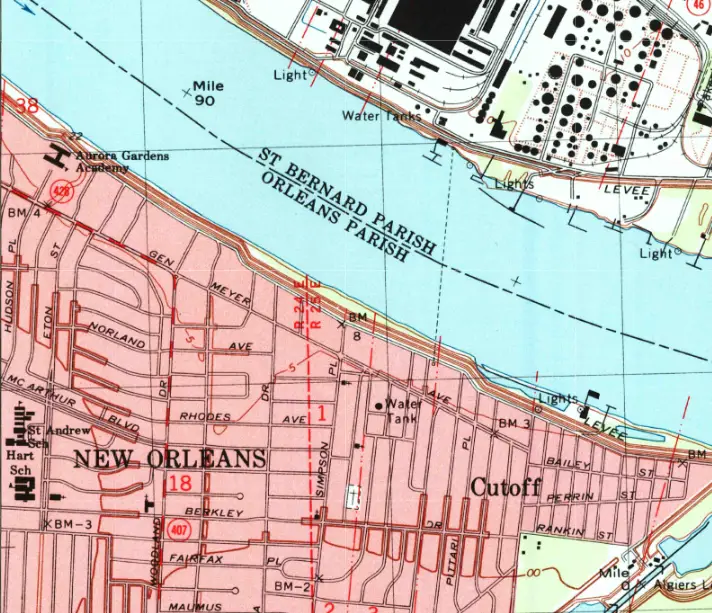 46
Light
Mile
90
Water Tanks
38
22
Aurora Gardens
Academy
428
BM 4
ST BERNARD PARISH
ORLEANS PARISH
Lights
LEVEE
Light
HUDSON
PL
ETON
ST
GEN
MEYER
AVE
NORLAND
AVE
-5
R 24 E
R 25 E
BM
8
5
PL
MC ARTHUR
BLVD
DR
DR
RHODES
AVE
1
Water
Tank
BM 3
PL
Lights
LEVEE
BM
St Andrew
Sch
Hart
Sch
NEW ORLEANS
18
SIMPSON
Cutoff
BAILEY
ST
PERRIN
ST
RANKIN ST
BM -3
BERKLEY
DR
407
WOODLAND
FAIRFAX
PL
PITTARI
BM -2
MAUMUS
A
2
3
Mile
0
Algiers L